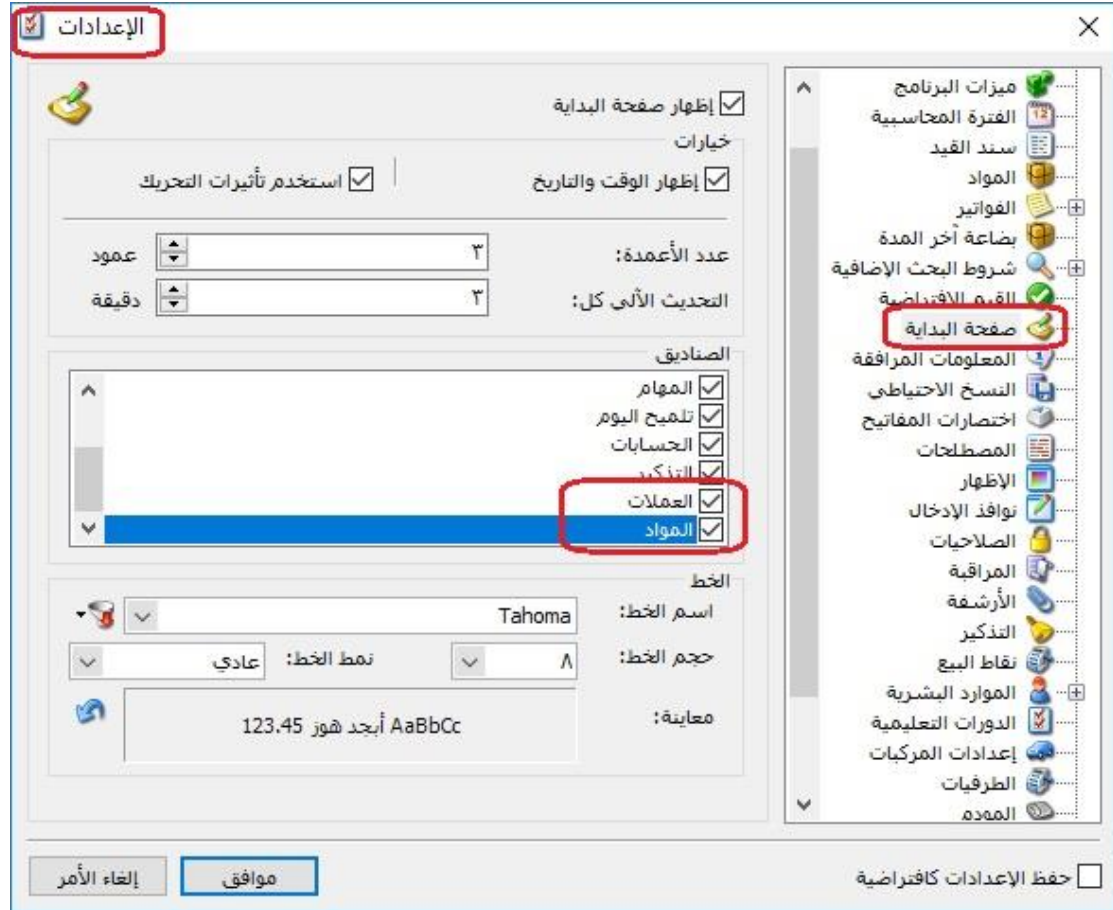 الإعدادات
ميزات البرنامج
الفترة المحاسبية
سند القيد
المواد
الفواتير
بضاعة آخر المدة
شروط البحث الإضافية
القيم الافتراضية
صفحة البداية
المعلومات المرافقة
النسخ الاحتياطي
اختصارات المفاتيح
المصطلحات
الإظهار
نوافذ الإدخال
الصلاحيات
المراقبة
الأرشفة
التذكير
نقاط البيع
الموارد البشرية
الدورات التعليمية
إعدادات المركبات
الطرفيات
المودم
إظهار صفحة البداية
خيارات
إظهار الوقت والتاريخ استخدم تأثيرات التحريك
عدد الأعمدة: ٣ عمود
التحديث الآلي كل: ٣ دقيقة
الصناديق
المهام
تلميح اليوم
الحسابات
التذكير
العملات
المواد
الخط
اسم الخط: Tahoma
حجم الخط: ٨ نمط الخط: عادي
معاينة: AaBbCc أبجد هوز 123.45
حفظ الإعدادات كافتراضية موافق إلغاء الأمر